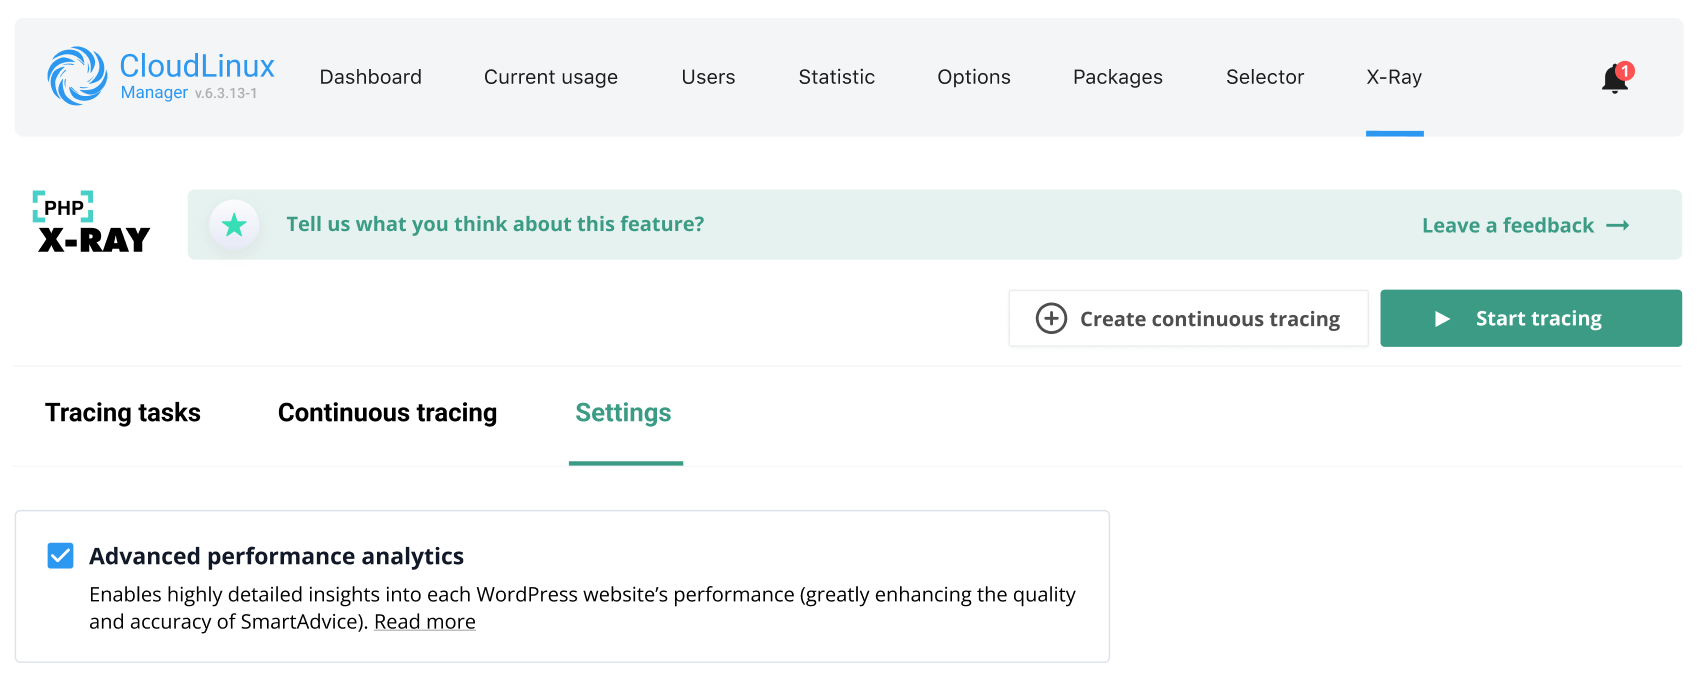 CloudLinux
Manager v.6.3.13-1
Dashboard
Current usage
Users
Statistic
Options
Packages
Selector
X-Ray
1
PHP
X-RAY
Tell us what you think about this feature?
Leave a feedback →
Create continuous tracing
Start tracing
Tracing tasks
Continuous tracing
Settings
Advanced performance analytics
Enables highly detailed insights into each WordPress website’s performance (greatly enhancing the quality
and accuracy of SmartAdvice). Read more